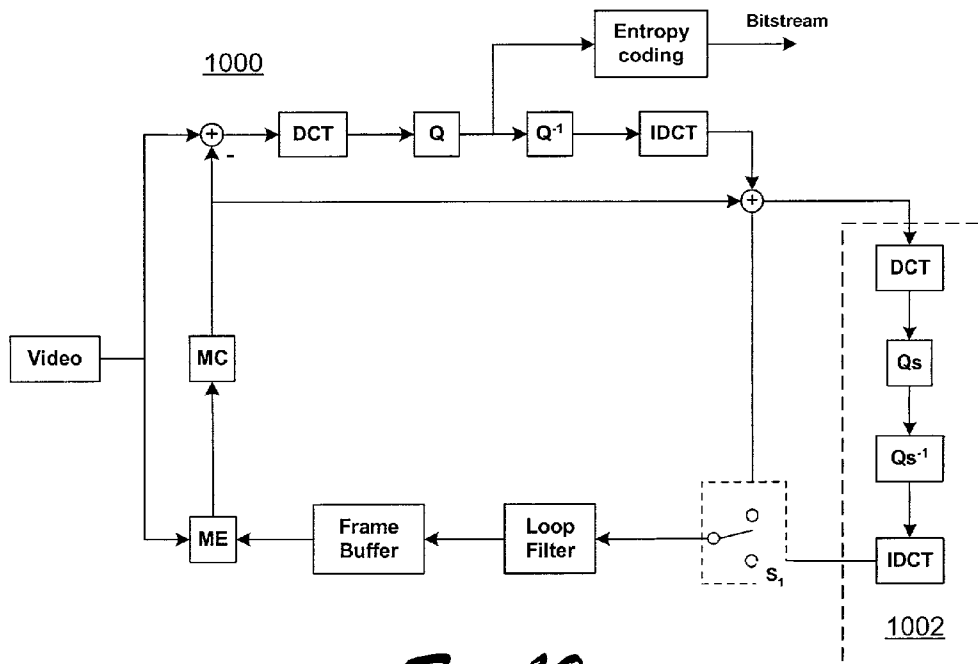 Bitstream
Entropy
coding
1000
+
DCT
Q
Q⁻¹
IDCT
-
+
DCT
Video
MC
Qs
Qs⁻¹
ME
Frame
Buffer
Loop
Filter
S₁
IDCT
1002